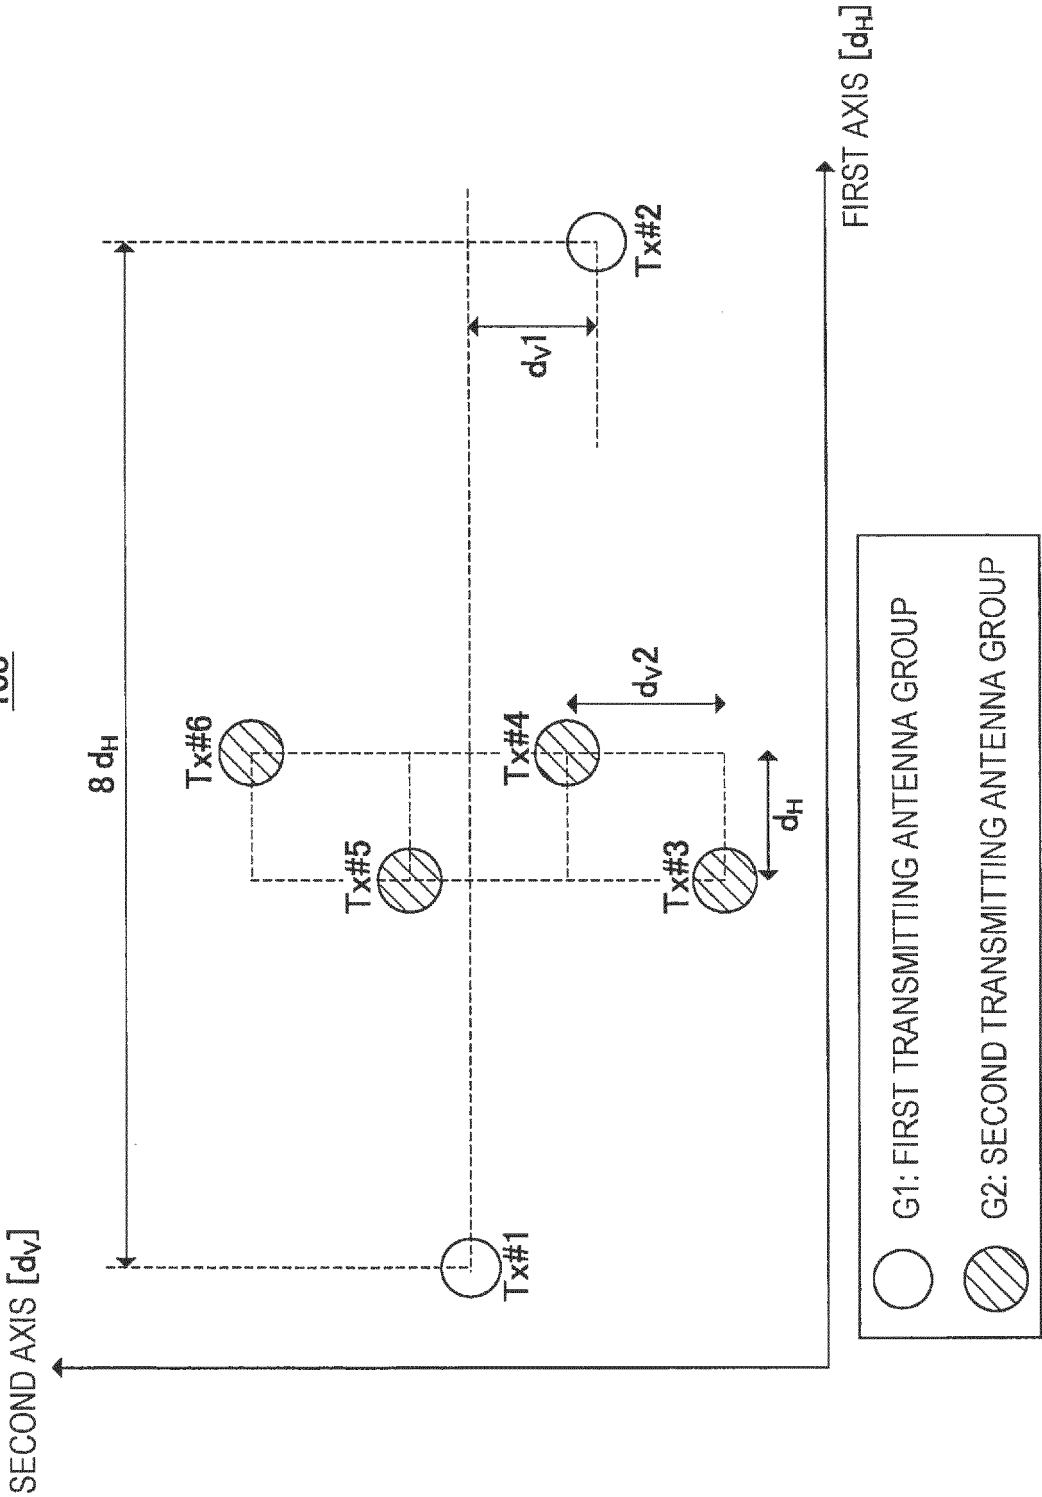 SECOND AXIS [dV]
8 dH
Tx#6
Tx#5
Tx#4
Tx#3
dV2
dH
Tx#1
Tx#2
dV1
FIRST AXIS [dH]
G1: FIRST TRANSMITTING ANTENNA GROUP
G2: SECOND TRANSMITTING ANTENNA GROUP